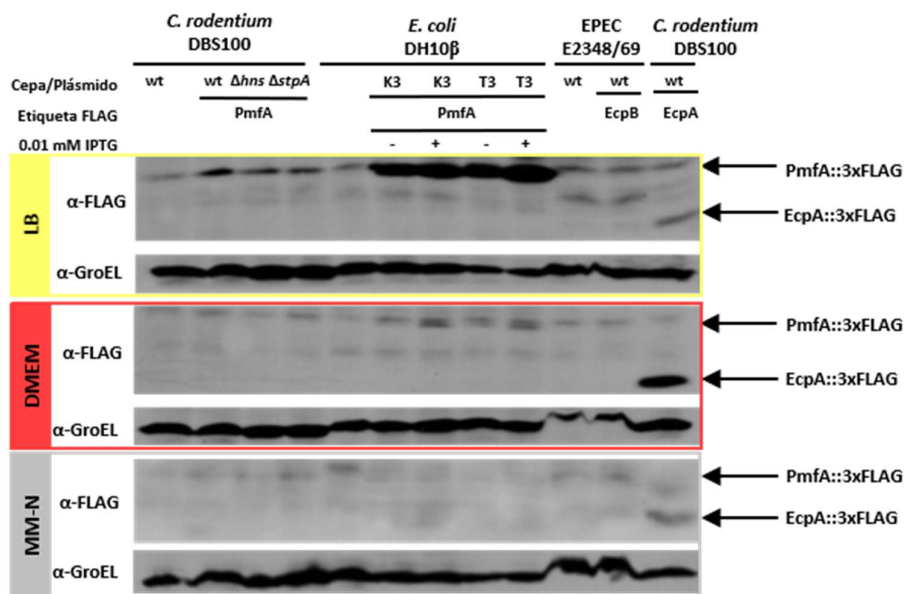 C. rodentium DBS100
E. coli DH10β
EPEC E2348/69
C. rodentium DBS100
Cepa/Plásmido wt wt Δhns ΔstpA K3 K3 T3 T3 wt wt wt
Etiqueta FLAG PmfA PmfA EcpB EcpA
0.01 mM IPTG - + - +
LB
α-FLAG
PmfA::3xFLAG
EcpA::3xFLAG
α-GroEL
DMEM
α-FLAG
PmfA::3xFLAG
EcpA::3xFLAG
α-GroEL
MM-N
α-FLAG
PmfA::3xFLAG
EcpA::3xFLAG
α-GroEL